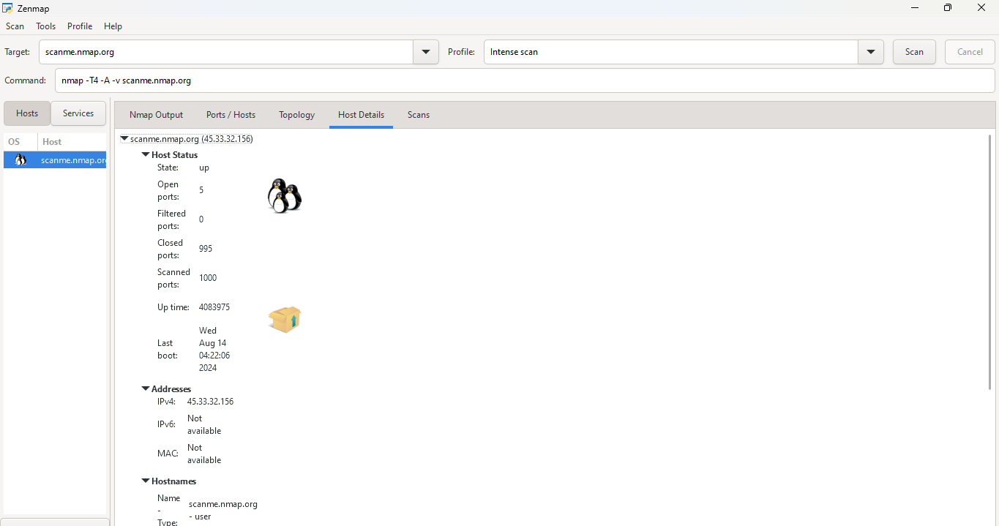 Zenmap
Scan Tools Profile Help
Target: scanme.nmap.org Profile: Intense scan Scan Cancel
Command: nmap -T4 -A -v scanme.nmap.org
Hosts Services
Nmap Output Ports / Hosts Topology Host Details Scans
OS Host
scanme.nmap.org
scanme.nmap.org (45.33.32.156)
Host Status
State: up
Open
ports: 5
Filtered
ports: 0
Closed
ports: 995
Scanned
ports: 1000
Up time: 4083975
Last
boot:
Wed
Aug 14
04:22:06
2024
Addresses
IPv4: 45.33.32.156
IPv6: Not
available
MAC: Not
available
Hostnames
Name
-
Type:
scanme.nmap.org
- user